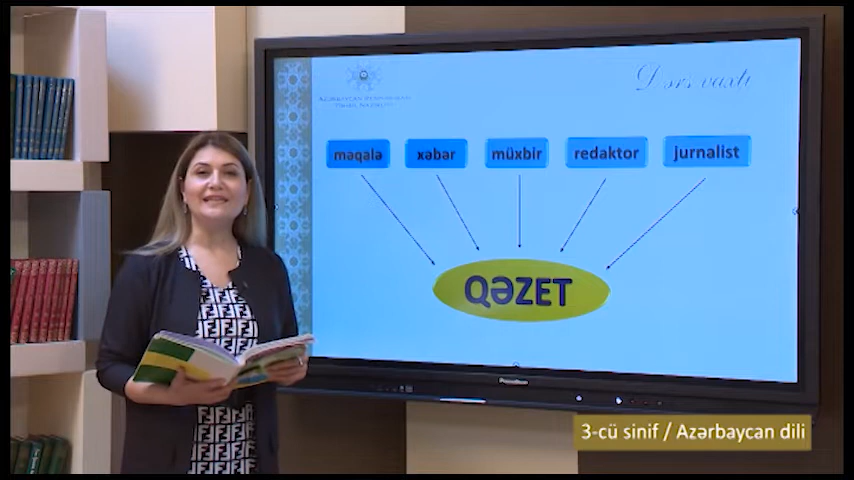 Dərs vaxtı
məqalə
xəbər
müxbir
redaktor
jurnalist
QƏZET
3-cü sinif / Azərbaycan dili